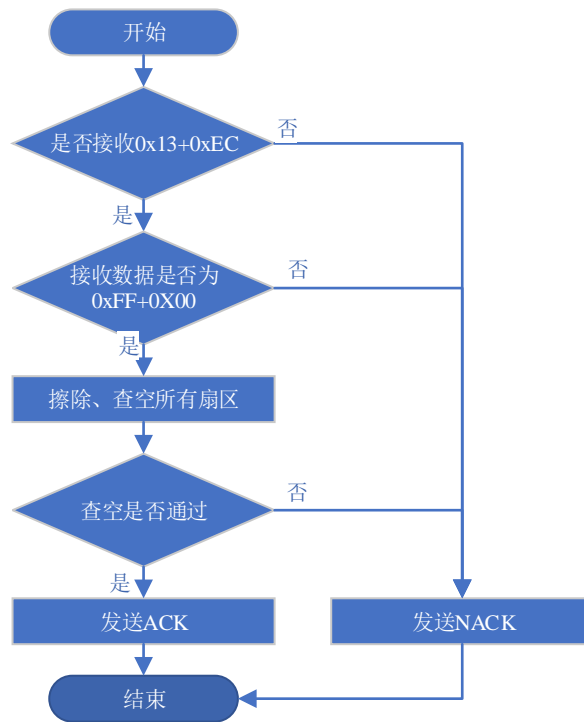 开始
是否接收0x13+0xEC
否
是
接收数据是否为
0xFF+0X00
否
是
擦除、查空所有扇区
查空是否通过
否
是
发送ACK
发送NACK
结束